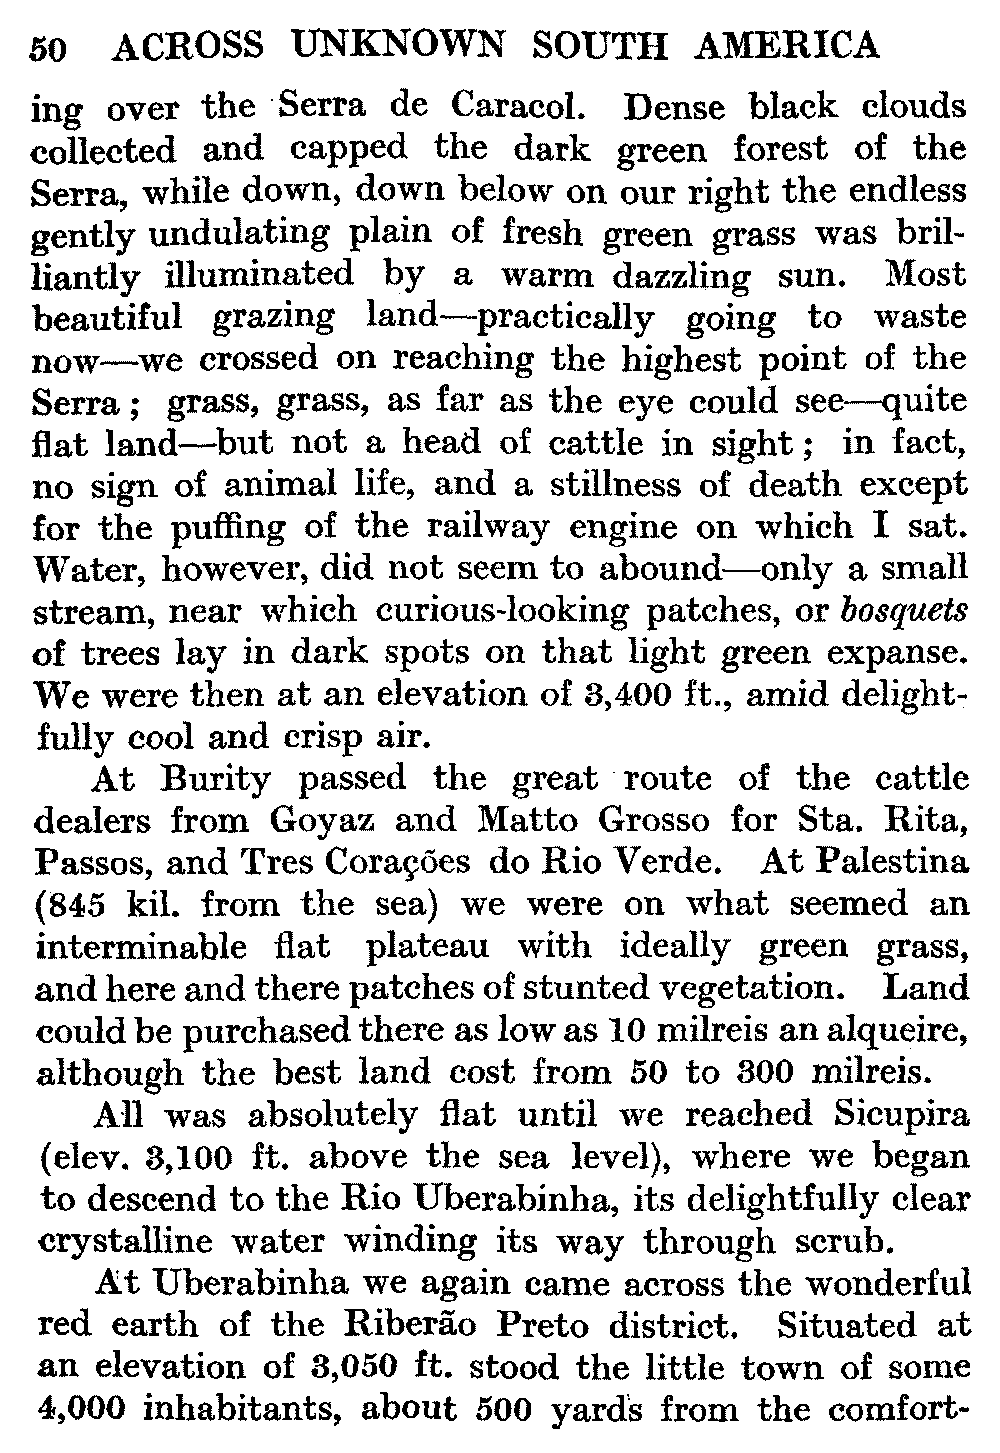 50 ACROSS UNKNOWN SOUTH AMERICA
ing over the Serra de Caracol. Dense black clouds
collected and capped the dark green forest of the
Serra, while down, down below on our right the endless
gently undulating plain of fresh green grass was bril-
liantly illuminated by a warm dazzling sun. Most
beautiful grazing land—practically going to waste
now—we crossed on reaching the highest point of the
Serra; grass, grass, as far as the eye could see—quite
flat land—but not a head of cattle in sight; in fact,
no sign of animal life, and a stillness of death except
for the puffing of the railway engine on which I sat.
Water, however, did not seem to abound—only a small
stream, near which curious-looking patches, or bosquets
of trees lay in dark spots on that light green expanse.
We were then at an elevation of 3,400 ft., amid delight-
fully cool and crisp air.
At Burity passed the great route of the cattle
dealers from Goyaz and Matto Grosso for Sta. Rita,
Passos, and Tres Corações do Rio Verde. At Palestina
(845 kil. from the sea) we were on what seemed an
interminable flat plateau with ideally green grass,
and here and there patches of stunted vegetation. Land
could be purchased there as low as 10 milreis an alqueire,
although the best land cost from 50 to 300 milreis.
All was absolutely flat until we reached Sicupira
(elev. 3,100 ft. above the sea level), where we began
to descend to the Rio Uberabinha, its delightfully clear
crystalline water winding its way through scrub.
At Uberabinha we again came across the wonderful
red earth of the Riberão Preto district. Situated at
an elevation of 3,050 ft. stood the little town of some
4,000 inhabitants, about 500 yards from the comfort-